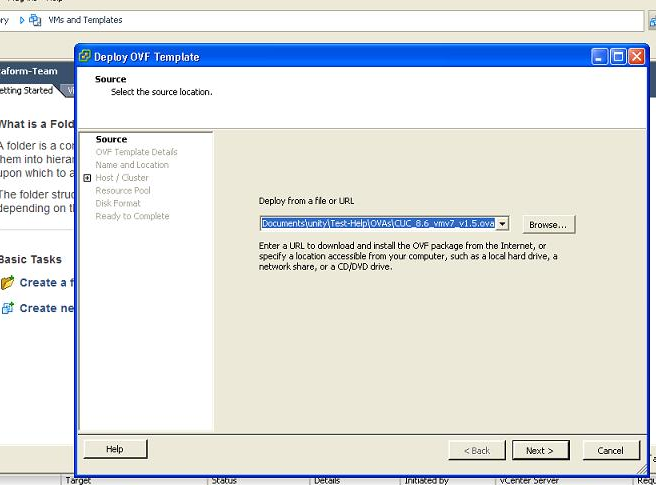 VMs and Templates
Deploy OVF Template
aform-Team
etting Started
Source
Select the source location.
What is a Fold
A folder is a con
them into hierar
upon which to a
The folder struc
depending on th
Basic Tasks
Create a f
Create new
Source
OVF Template Details
Name and Location
Host / Cluster
Resource Pool
Disk Format
Ready to Complete
Deploy from a file or URL
Documents\unity\Test-Help\OVAs\CUC_8.6_vmv7_v1.5.ova
Browse...
Enter a URL to download and install the OVF package from the Internet, or
specify a location accessible from your computer, such as a local hard drive, a
network share, or a CD/DVD drive.
Help
< Back
Next >
Cancel
Target Status Details Initiated by vCenter Server Requ